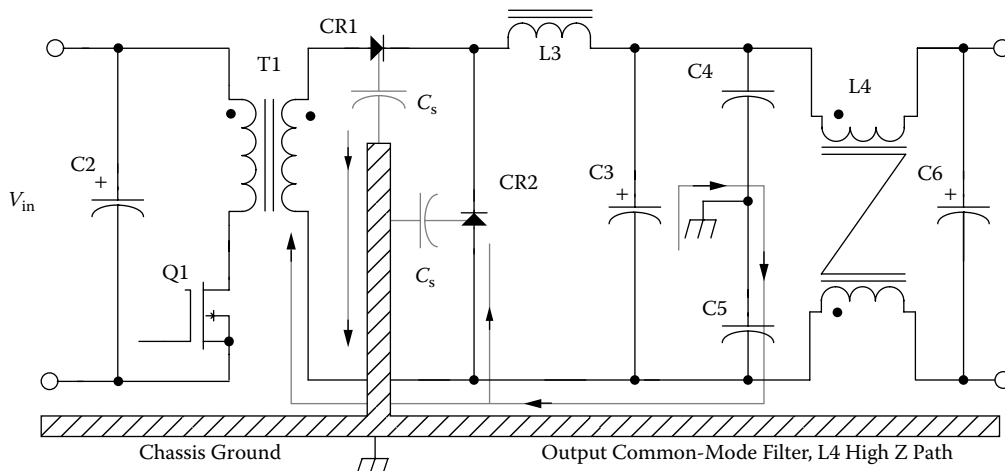 CR1
L3
T1
C4
L4
Cs
C2
+
CR2
C3
+
C6
+
Vin
Q1
Cs
C5
Chassis Ground
Output Common-Mode Filter, L4 High Z Path